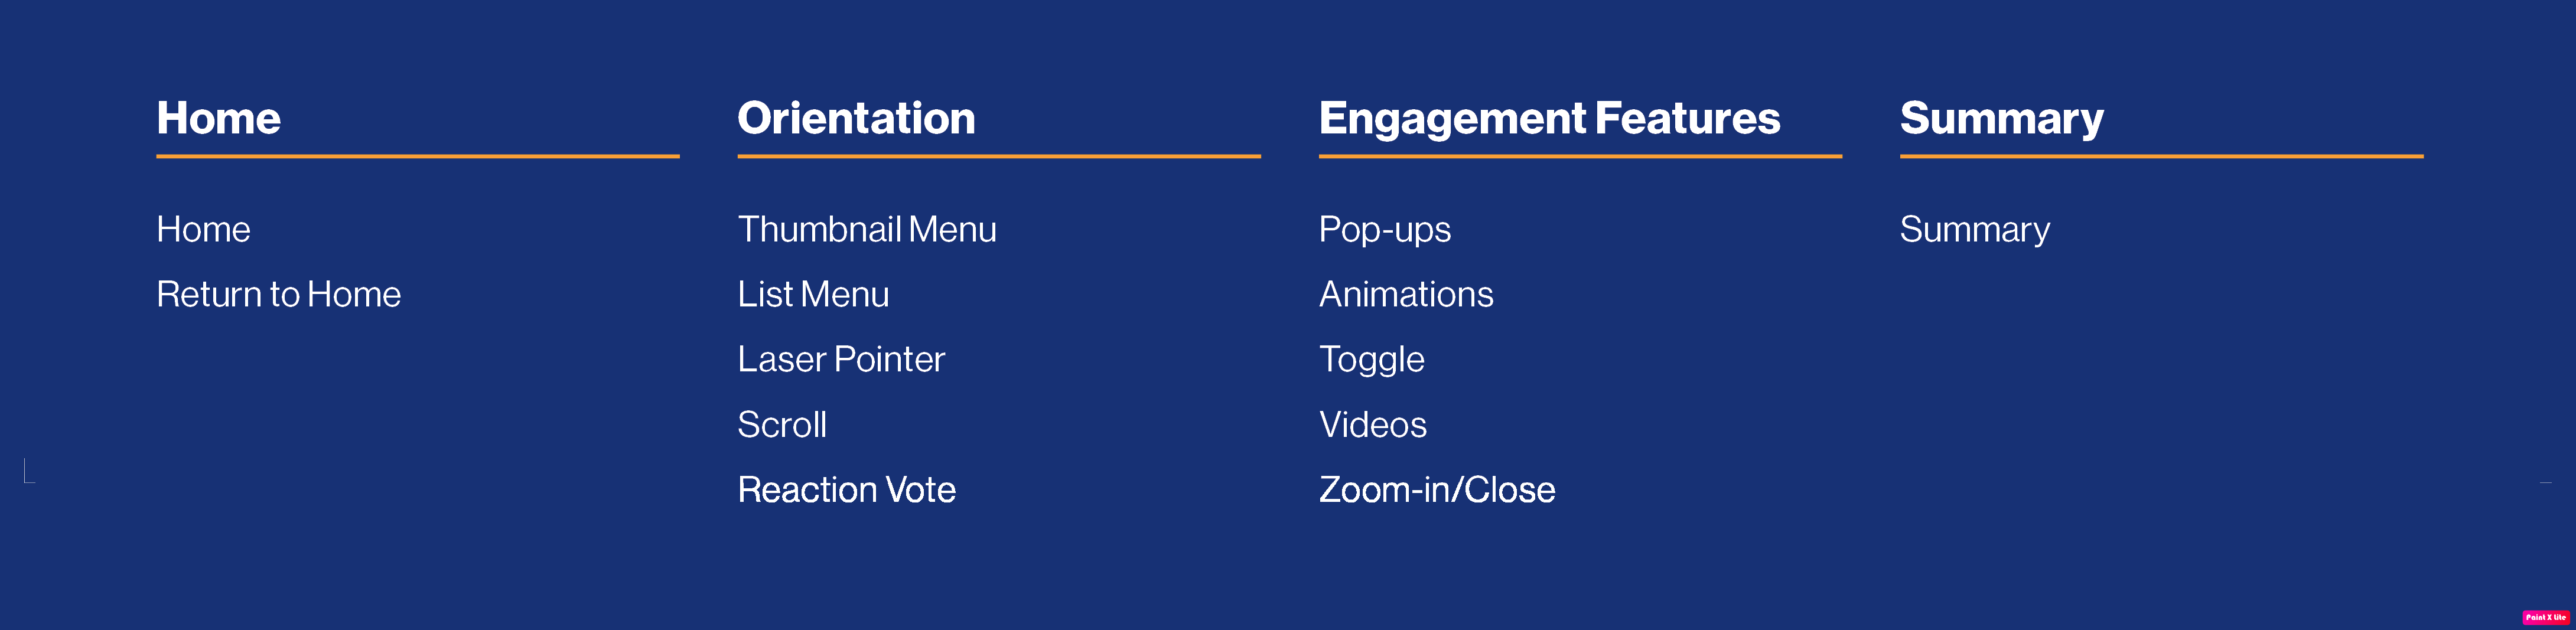 Home
Home
Return to Home
Orientation
Thumbnail Menu
List Menu
Laser Pointer
Scroll
Reaction Vote
Engagement Features
Pop-ups
Animations
Toggle
Videos
Zoom-in/Close
Summary
Summary
Paint X Lite